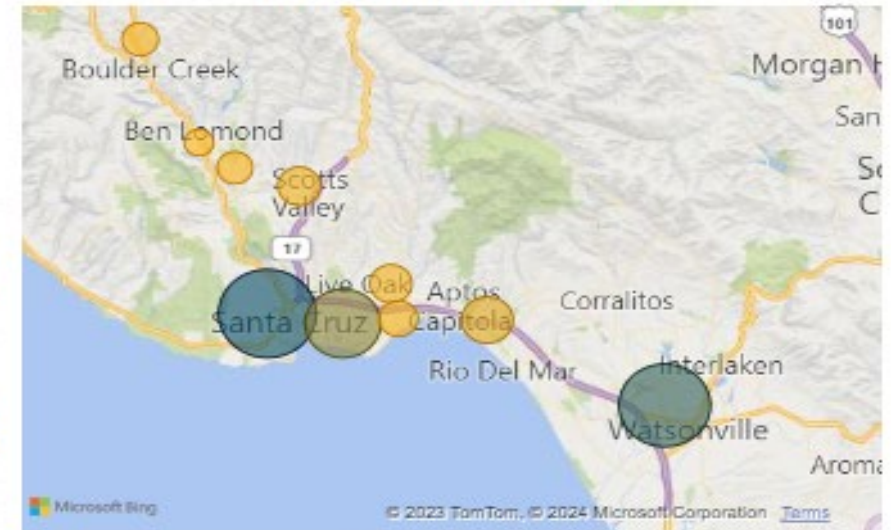 101
Boulder Creek
Morgan H
Ben Lomond
San
Scotts
Valley
17
Live Oak
Aptos
Corralitos
Santa Cruz
Capitola
Rio Del Mar
Interlaken
Watsonville
Aroma
Microsoft Bing
© 2023 TomTom, © 2024 Microsoft Corporation Terms